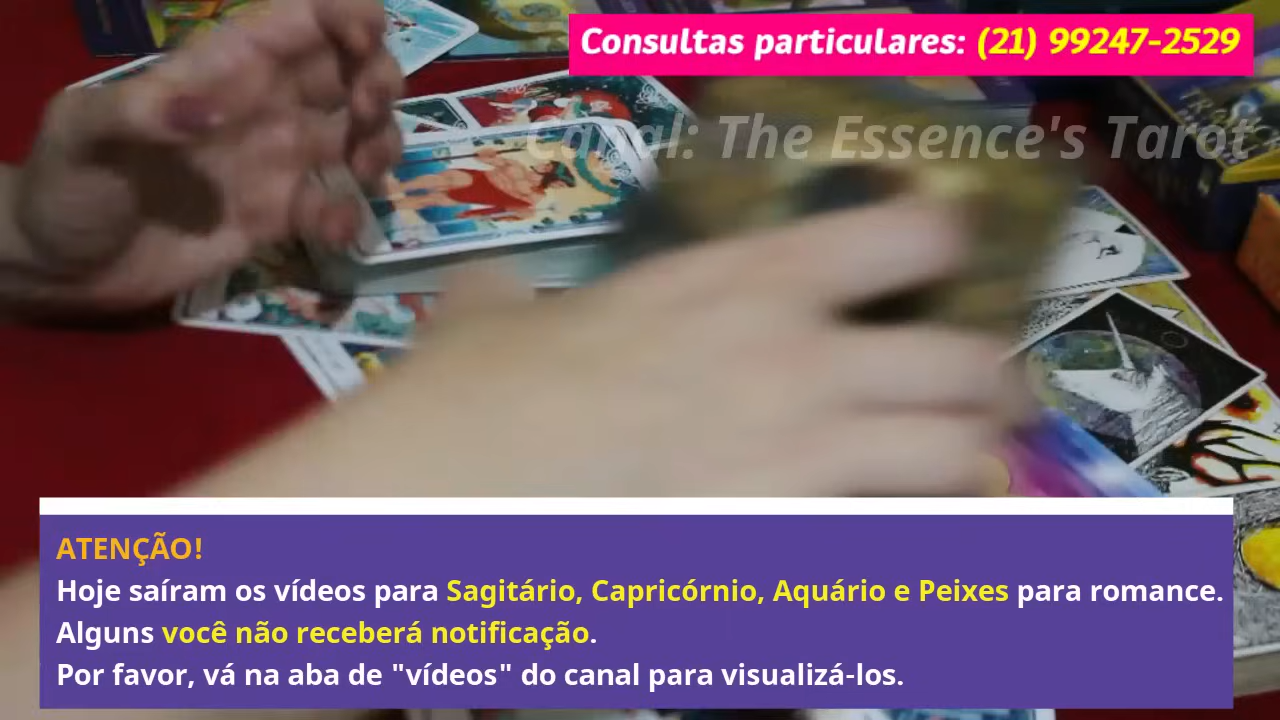 Consultas particulares: (21) 99247-2529
Canal: The Essence's Tarot
ATENÇÃO!
Hoje saíram os vídeos para Sagitário, Capricórnio, Aquário e Peixes para romance.
Alguns você não receberá notificação.
Por favor, vá na aba de "vídeos" do canal para visualizá-los.